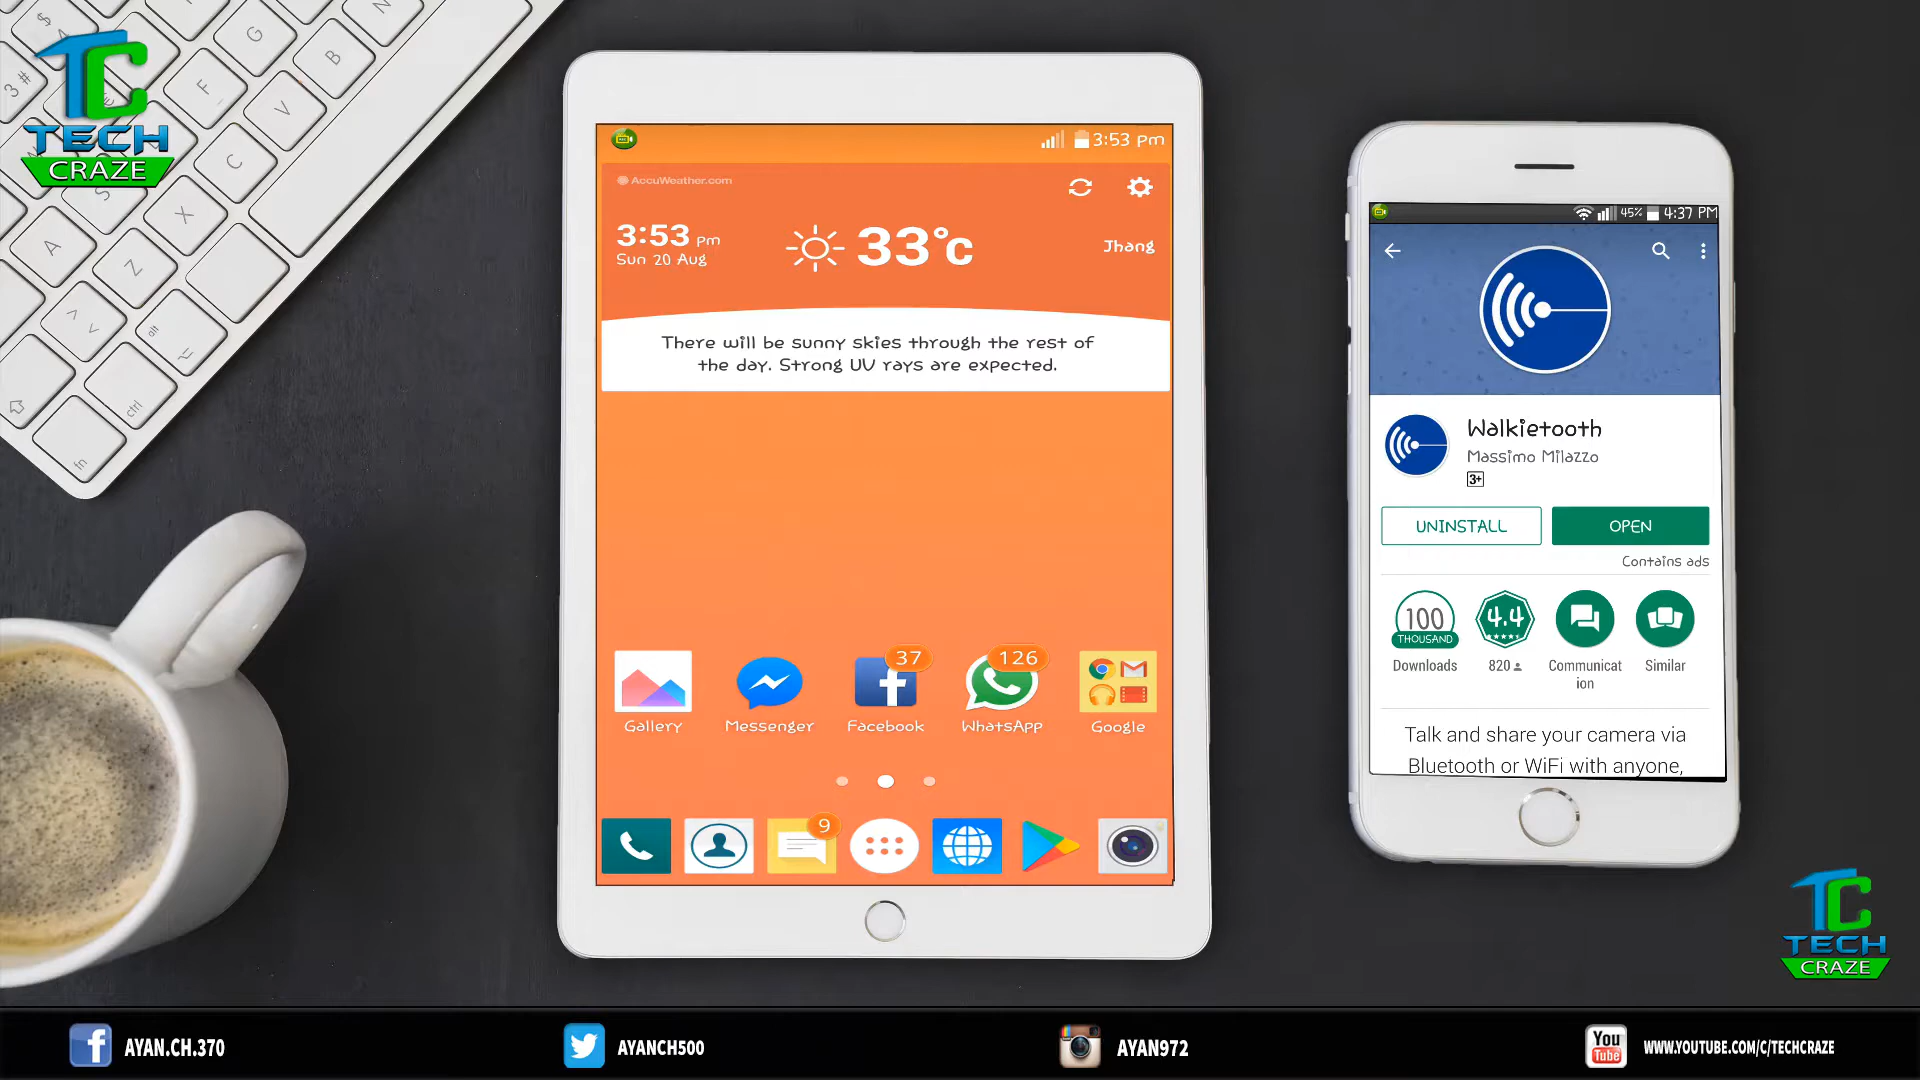 TECH
CRAZE
3:53 Pm
AccuWeather.com
3:53 Pm
Sun 20 Aug
33°c
Jhang
There will be sunny skies through the rest of
the day. Strong UV rays are expected.
37
126
Gallery
Messenger
Facebook
WhatsApp
Google
9
45% 4:37 PM
Walkietooth
Massimo Milazzo
3+
UNINSTALL
OPEN
Contains ads
100
THOUSAND
4.4
Downloads
820
Communicat
ion
Similar
Talk and share your camera via
Bluetooth or WiFi with anyone,
TECH
CRAZE
AYAN.CH.370
AYANCH500
AYAN972
You
Tube
WWW.YOUTUBE.COM/C/TECHCRAZE